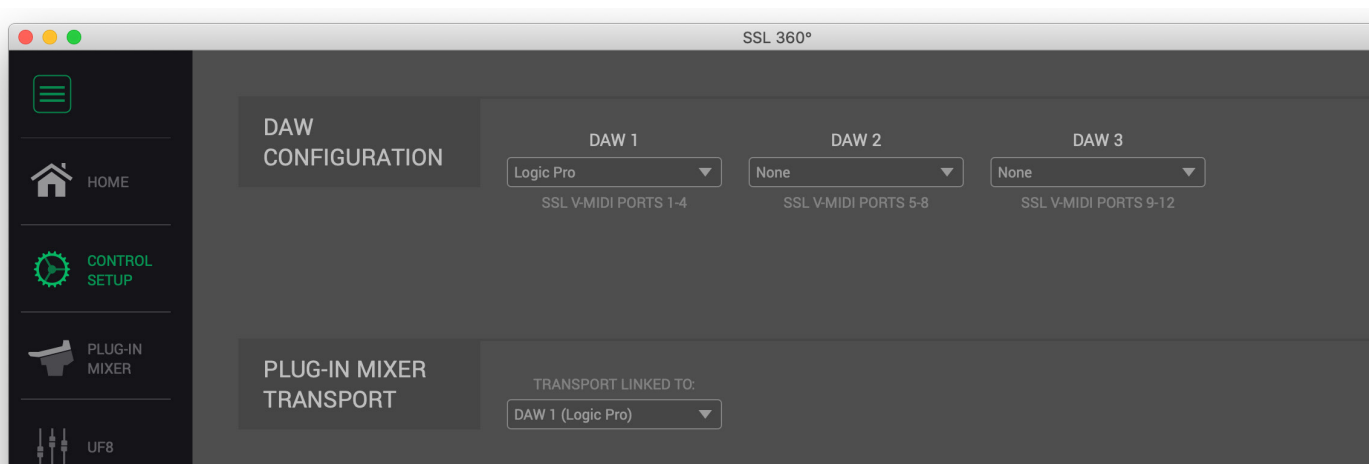 SSL 360°
HOME
CONTROL
SETUP
PLUG-IN
MIXER
UF8
DAW
CONFIGURATION
DAW 1
DAW 2
DAW 3
Logic Pro
None
None
SSL V-MIDI PORTS 1-4
SSL V-MIDI PORTS 5-8
SSL V-MIDI PORTS 9-12
PLUG-IN MIXER
TRANSPORT
TRANSPORT LINKED TO:
DAW 1 (Logic Pro)